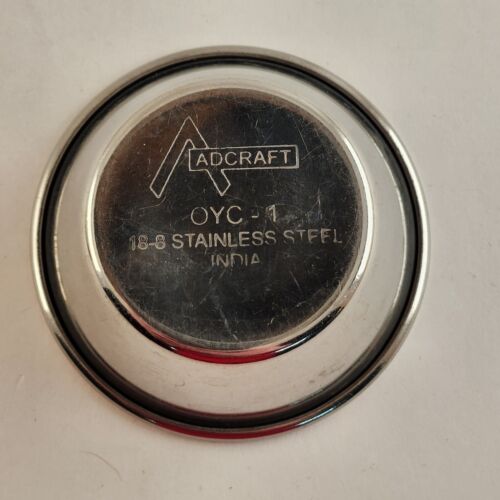 ADCRAFT
OYC - 1
18-8 STAINLESS STEEL
INDIA